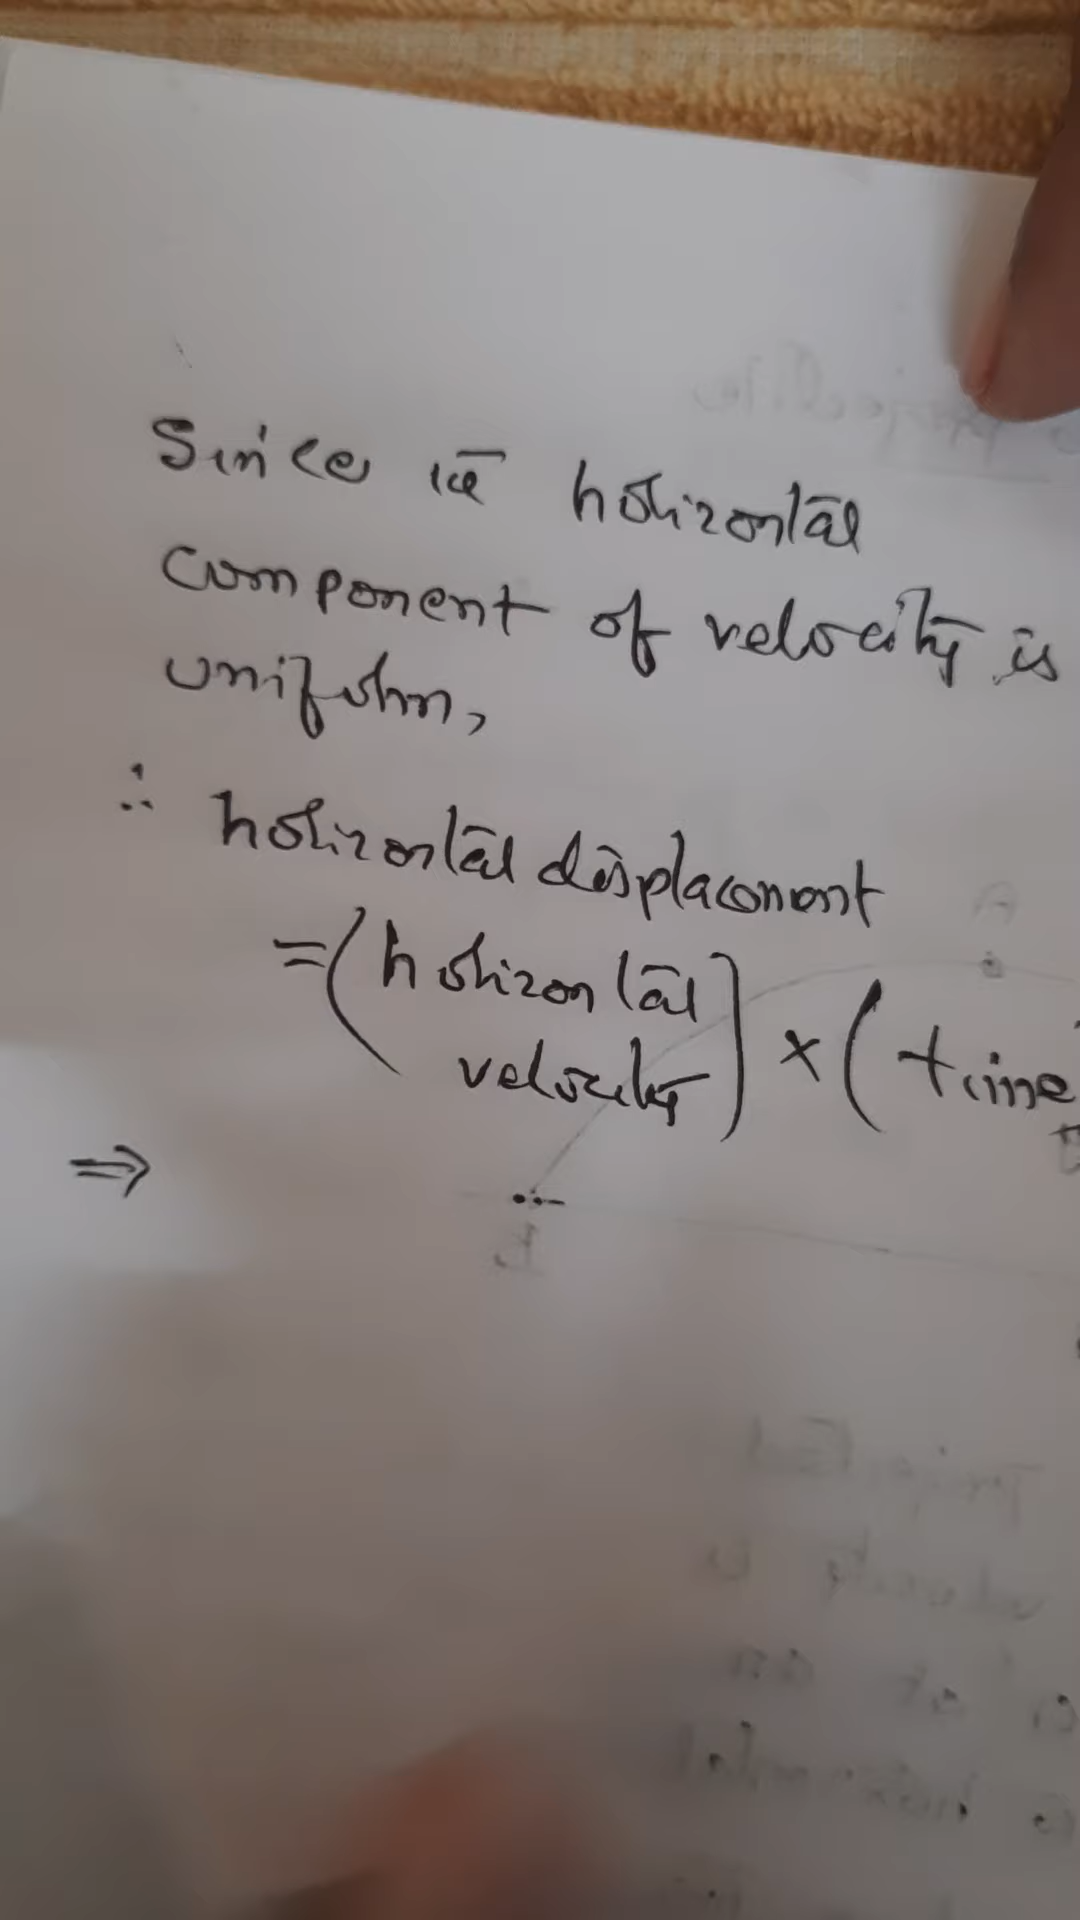 Since the horizontal
component of velocity is
uniform,
∴ horizontal displacement
=(horizontal
velocity) × (time
⇒